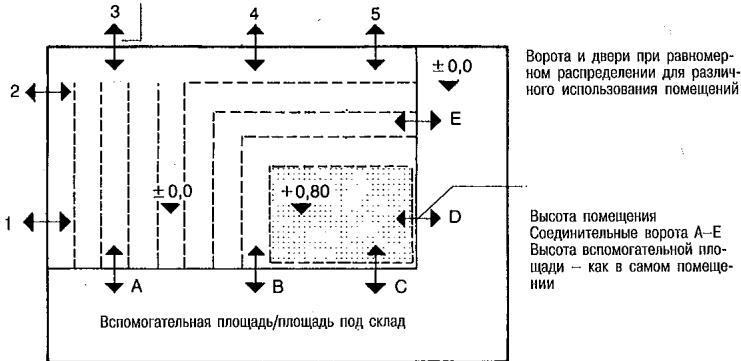 3
4
5
±0,0
2
Ворота и двери при равномер-
ном распределении для различ-
ного использования помещений
E
±0,0
+0,80
1
D
Высота помещения
Соединительные ворота А–Е
Высота вспомогательной пло-
щади – как в самом помеще-
нии
A
B
C
Вспомогательная площадь/площадь под склад